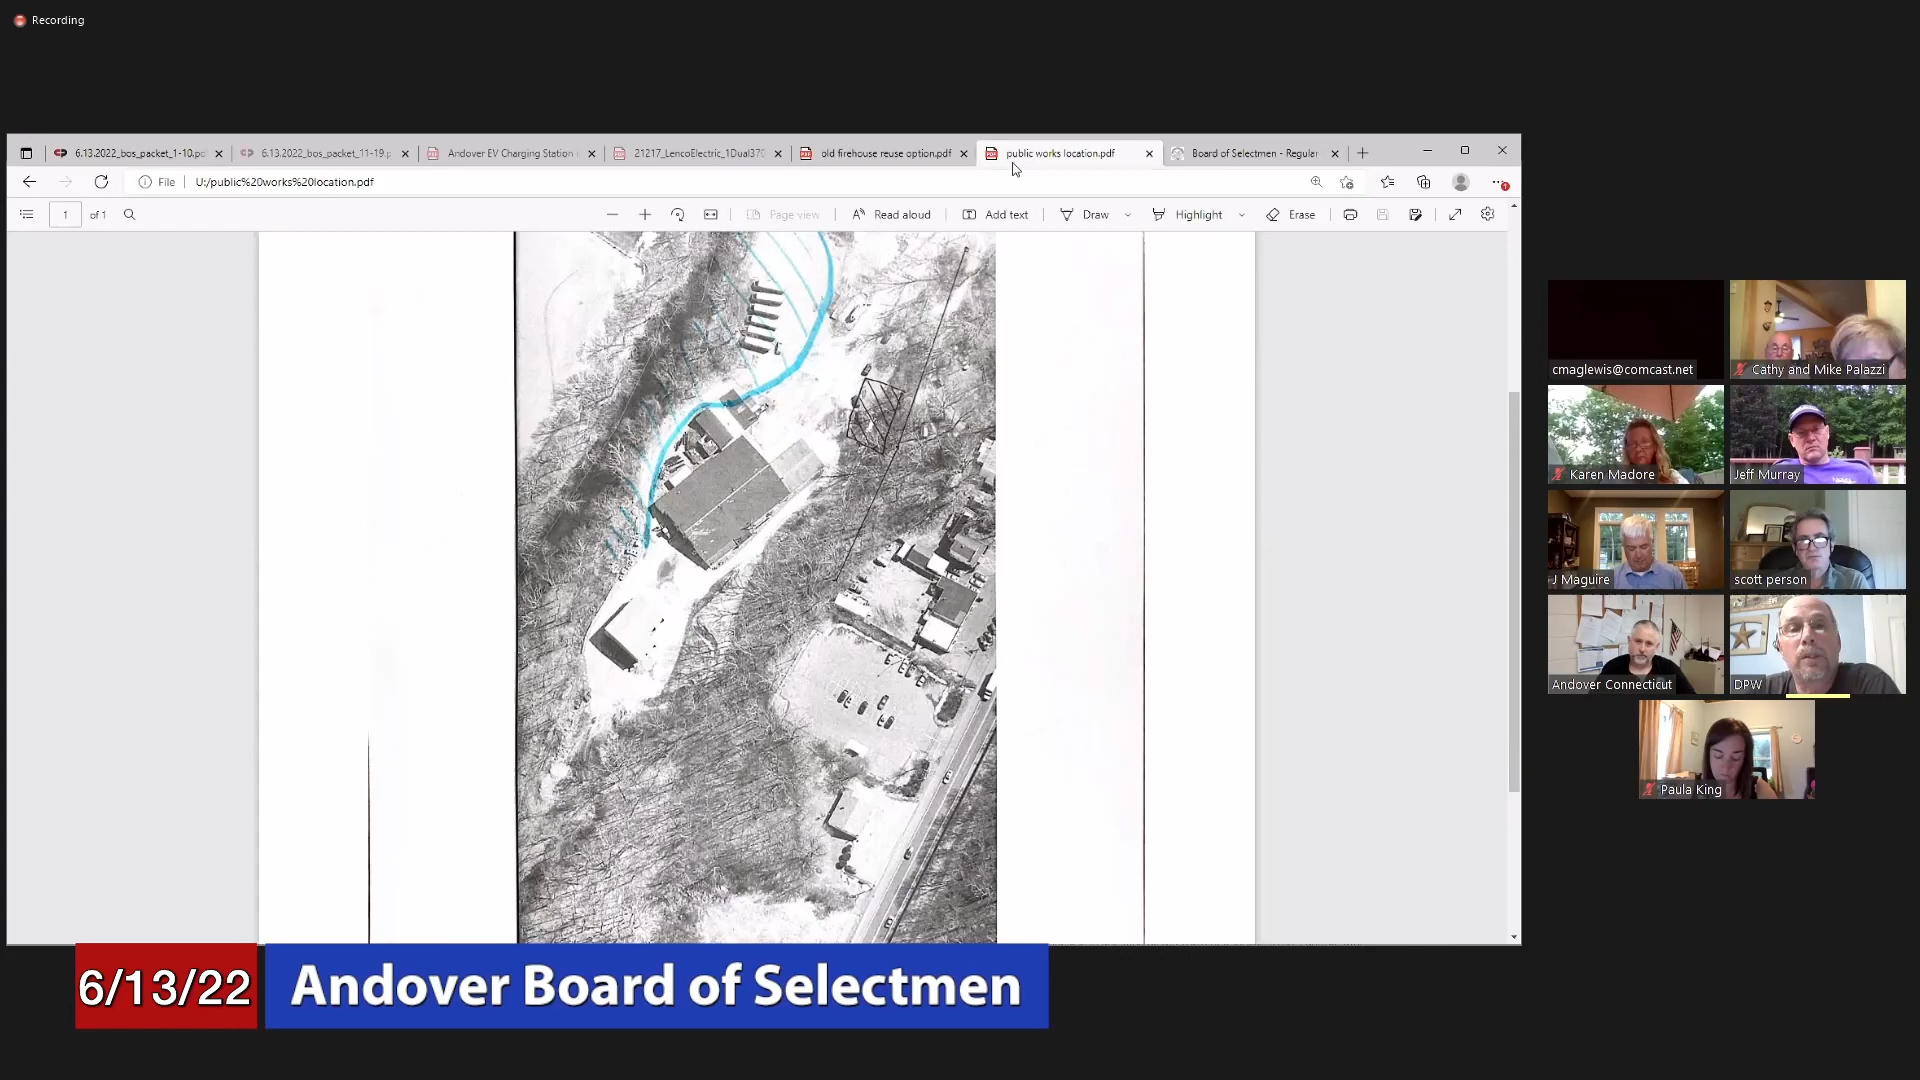 Recording
6.13.2022_bos_packet_1-10.pd
6.13.2022_bos_packet_11-19.p
Andover EV Charging Station
21217_LencoElectric_1Dual370
old firehouse reuse option.pdf
public works location.pdf
Board of Selectmen - Regular
File
U:/public%20works%20location.pdf
1 of 1
Page view
Read aloud
Add text
Draw
Highlight
Erase
cmaglewis@comcast.net
Cathy and Mike Palazzi
Karen Madore
Jeff Murray
J Maguire
scott person
Andover Connecticut
DPW
Paula King
6/13/22
Andover Board of Selectmen